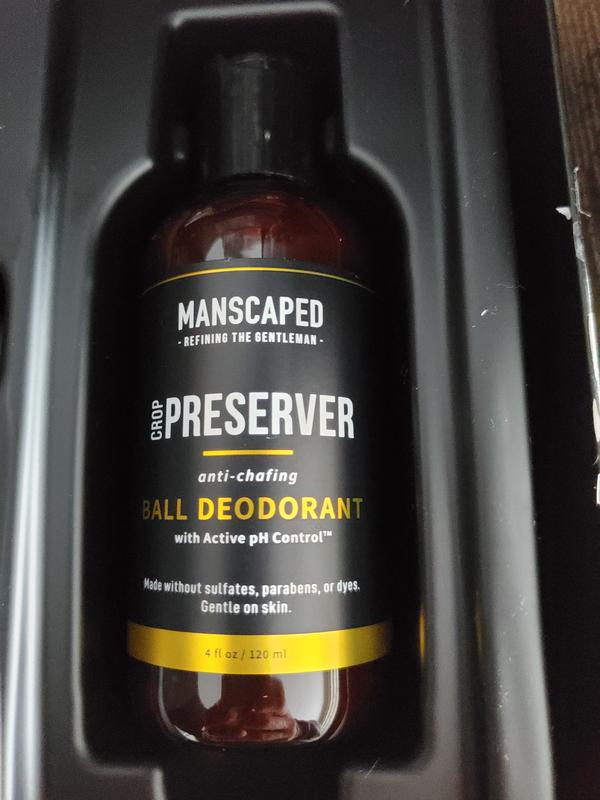 MANSCAPED
- REFINING THE GENTLEMAN -
CROP PRESERVER
anti-chafing
BALL DEODORANT
with Active pH Control™
Made without sulfates, parabens, or dyes.
Gentle on skin.
4 fl oz / 120 ml